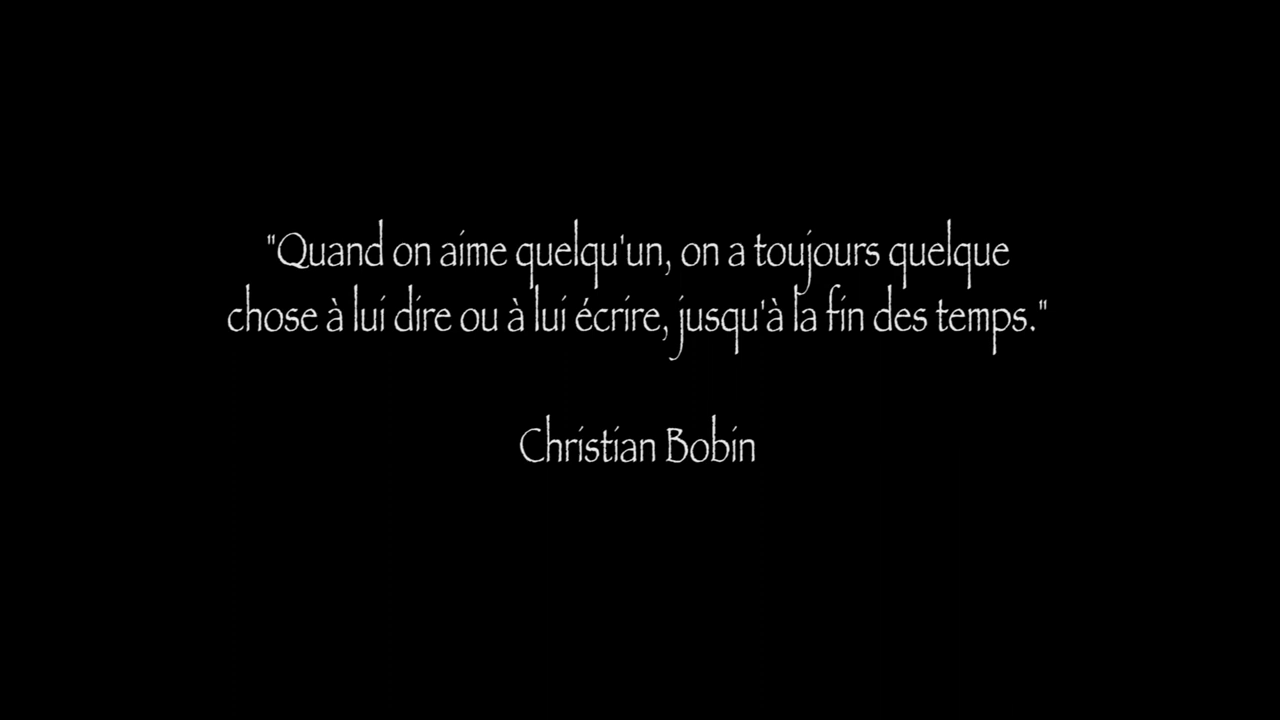 "Quand on aime quelqu'un, on a toujours quelque
chose à lui dire ou à lui écrire, jusqu'à la fin des temps."
Christian Bobin